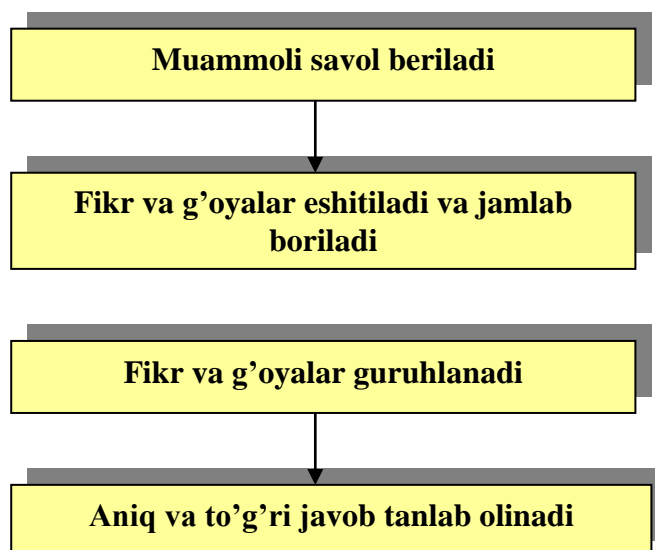 Muammoli savol beriladi
Fikr va g’oyalar eshitiladi va jamlab
boriladi
Fikr va g’oyalar guruhlanadi
Aniq va to’g’ri javob tanlab olinadi